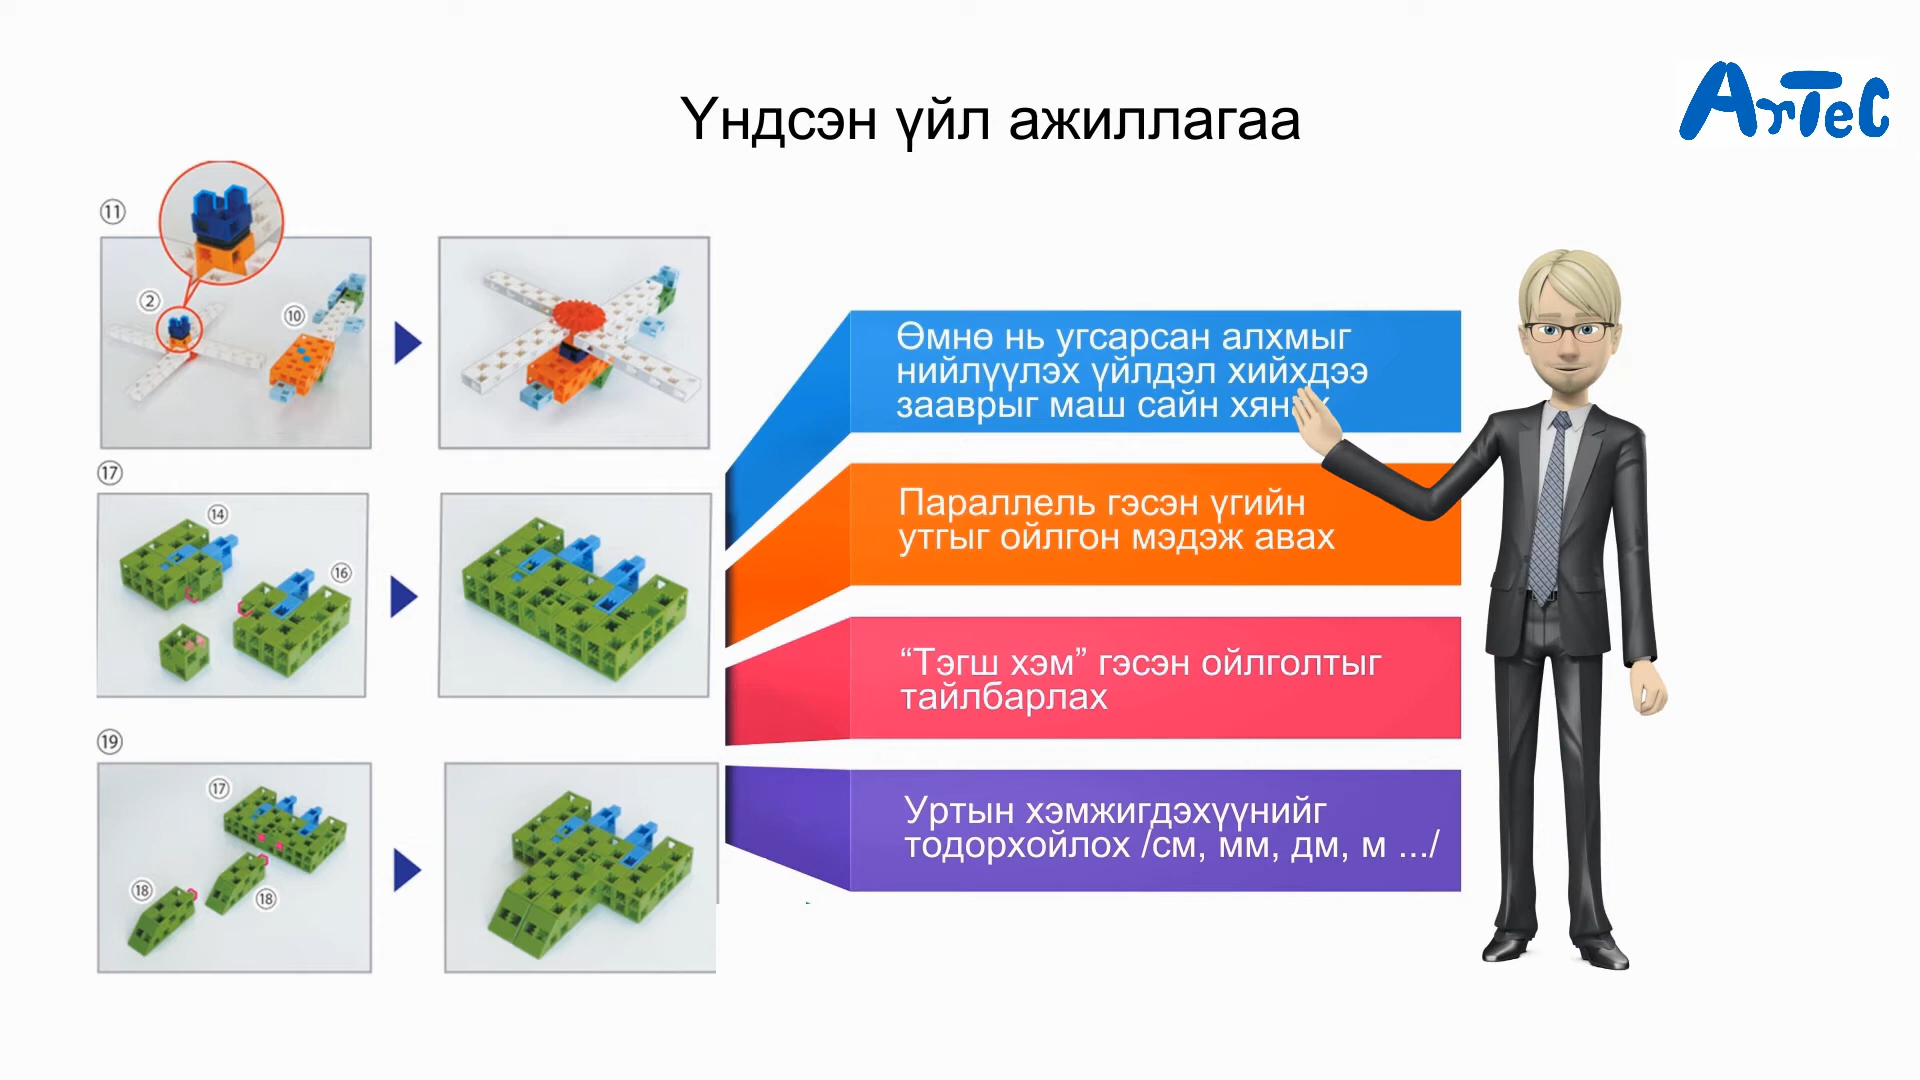 Үндсэн үйл ажиллагаа
ArTeC
11
2
10
17
14
16
19
17
18
18
Өмнө нь угсарсан алхмыг
нийлүүлэх үйлдэл хийхдээ
зааврыг маш сайн
Параллель гэсэн үгийн
утгыг ойлгон мэдэж авах
“Тэгш хэм” гэсэн ойлголтыг
тайлбарлах
Уртын хэмжигдэхүүнийг
тодорхойлох /см, мм, дм, м .../